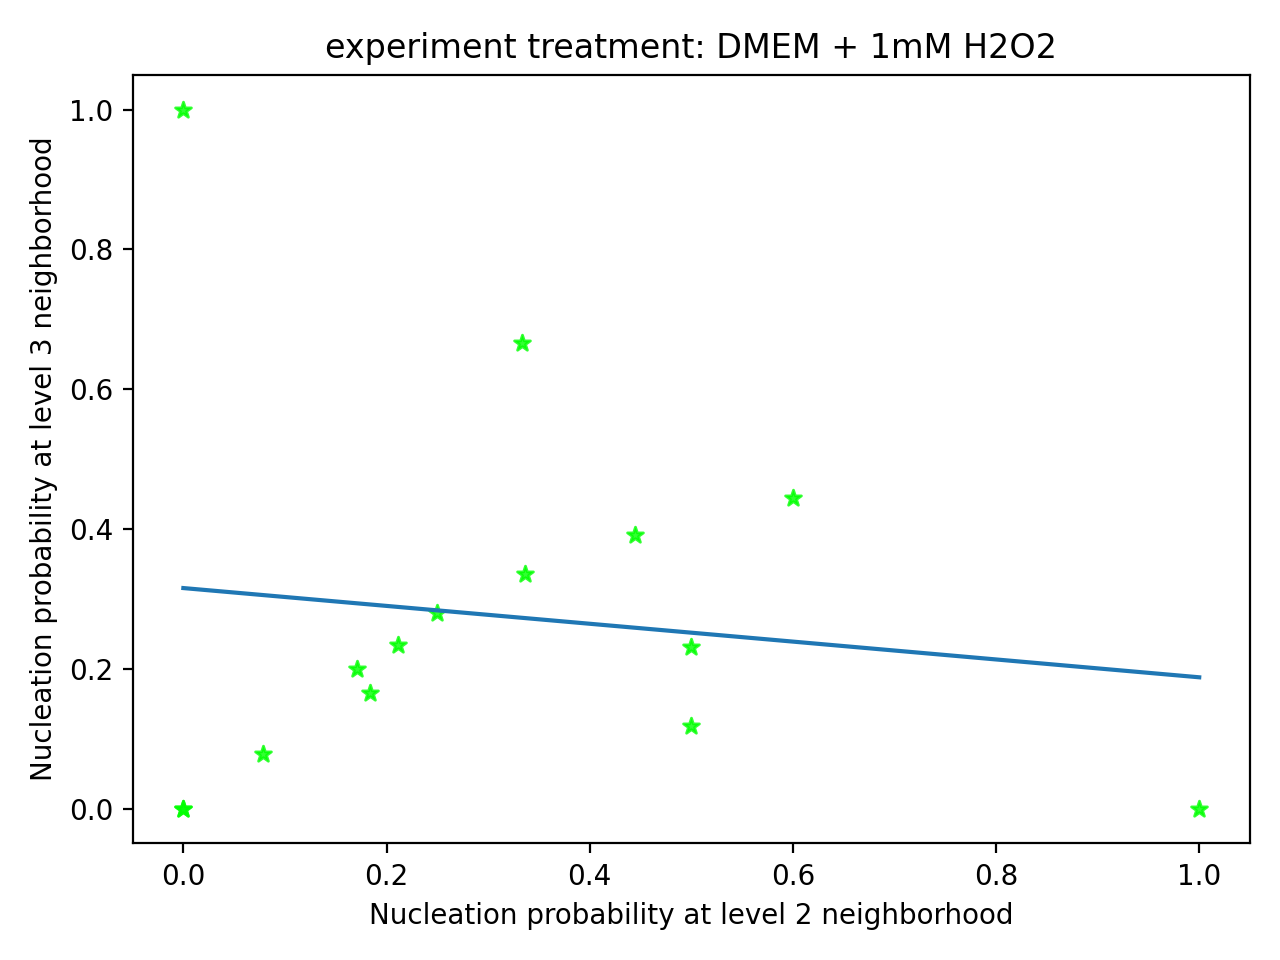 experiment treatment: DMEM + 1mM H2O2
Nucleation probability at level 3 neighborhood
1.0
0.8
0.6
0.4
0.2
0.0
0.0 0.2 0.4 0.6 0.8 1.0
Nucleation probability at level 2 neighborhood